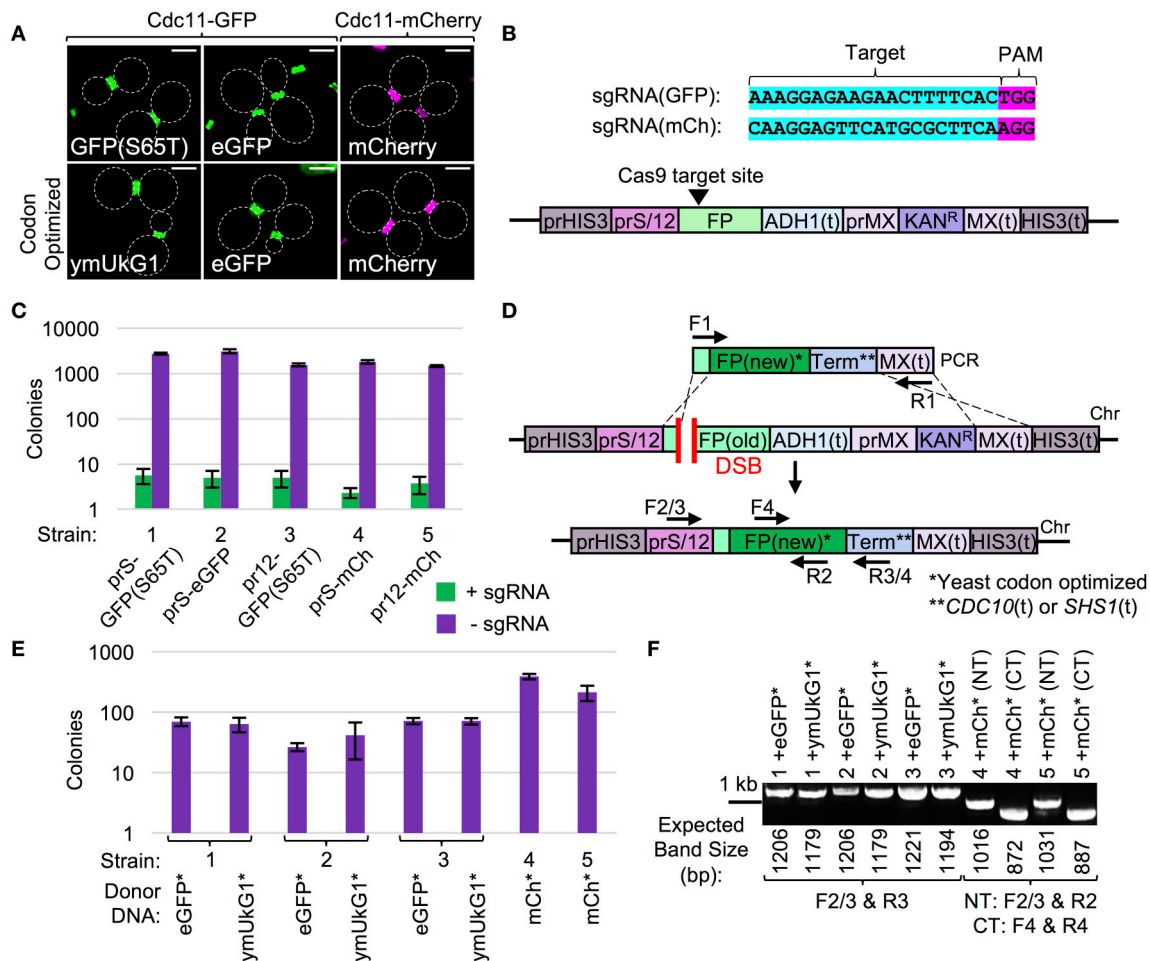 A
Cdc11-GFP
Cdc11-mCherry
GFP(S65T)
eGFP
mCherry
Codon
Optimized
ymUkG1
eGFP
mCherry
B
Target
PAM
sgRNA(GFP):
AAAGGAGAAGAACTTTTCACTGG
sgRNA(mCh):
CAAGGAGTTCATGCGCTTCAAGG
Cas9 target site
prHIS3
prS/12
FP
ADH1(t)
prMX
KANR
MX(t)
HIS3(t)
C
Colonies
10000
1000
100
10
1
Strain:
1
2
3
4
5
prS-
GFP(S65T)
prS-eGFP
pr12-
GFP(S65T)
prS-mCh
pr12-mCh
+ sgRNA
- sgRNA
D
F1
FP(new)*
Term**
MX(t)
PCR
R1
Chr
prHIS3
prS/12
FP(old)
ADH1(t)
prMX
KANR
MX(t)
HIS3(t)
DSB
F2/3
F4
Chr
prHIS3
prS/12
FP(new)*
Term**
MX(t)
HIS3(t)
R2
R3/4
*Yeast codon optimized
**CDC10(t) or SHS1(t)
E
Colonies
1000
100
10
1
Strain:
1
2
3
4
5
Donor
DNA:
eGFP*
ymUkG1*
eGFP*
ymUkG1*
eGFP*
ymUkG1*
mCh*
mCh*
F
1 +eGFP*
1 +ymUkG1*
2 +eGFP*
2 +ymUkG1*
3 +eGFP*
3 +ymUkG1*
4 +mCh* (NT)
4 +mCh* (CT)
5 +mCh* (NT)
5 +mCh* (CT)
1 kb
Expected
Band Size
(bp):
1206
1179
1206
1179
1221
1194
1016
872
1031
887
F2/3 & R3
NT: F2/3 & R2
CT: F4 & R4